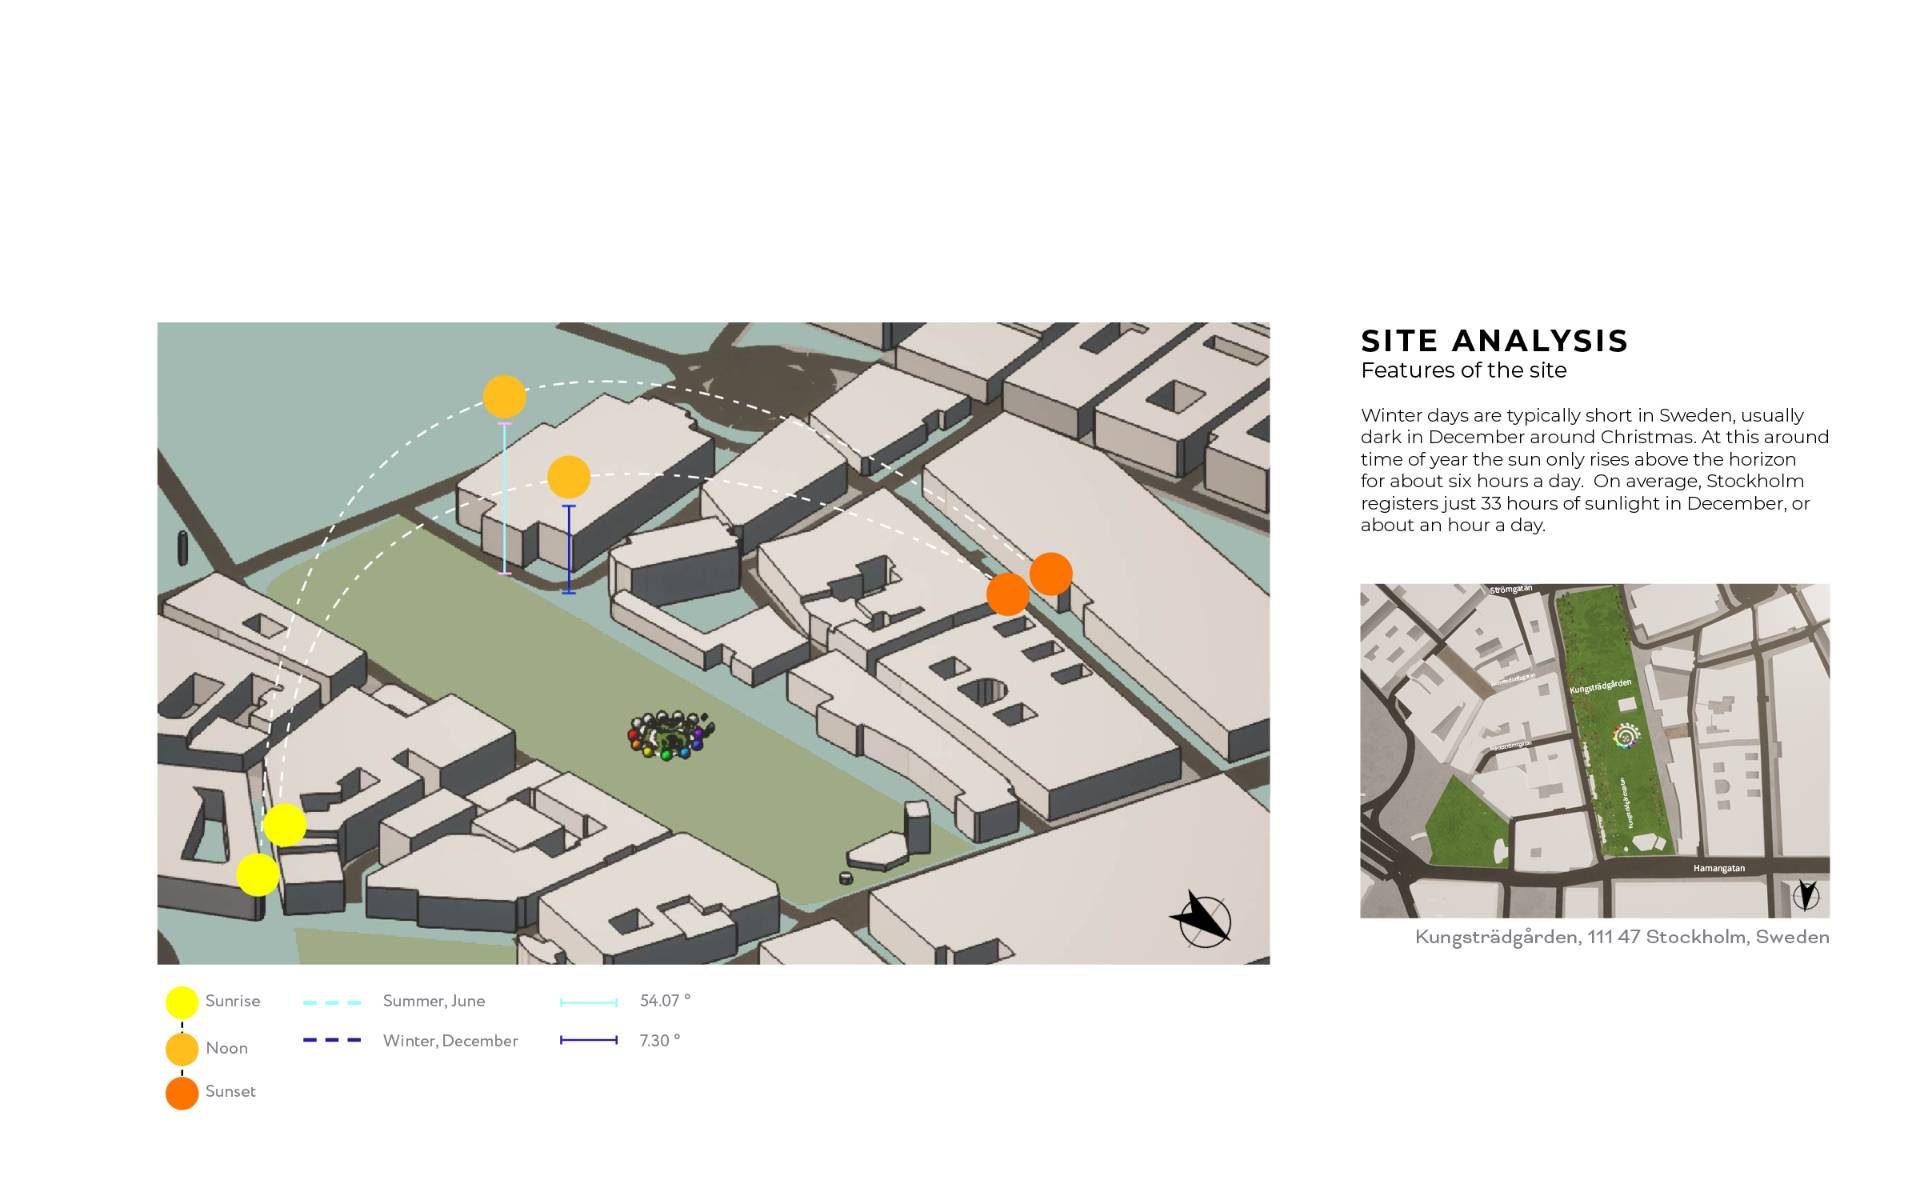 SITE ANALYSIS
Features of the site
Winter days are typically short in Sweden, usually
dark in December around Christmas. At this around
time of year the sun only rises above the horizon
for about six hours a day.  On average, Stockholm
registers just 33 hours of sunlight in December, or
about an hour a day.
Strömgatan
Kungsträdgården
Kungsträdgårdsgatan
Hamangatan
Kungsträdgården, 111 47 Stockholm, Sweden
Sunrise
Summer, June
54.07 °
Winter, December
7.30 °
Noon
Sunset